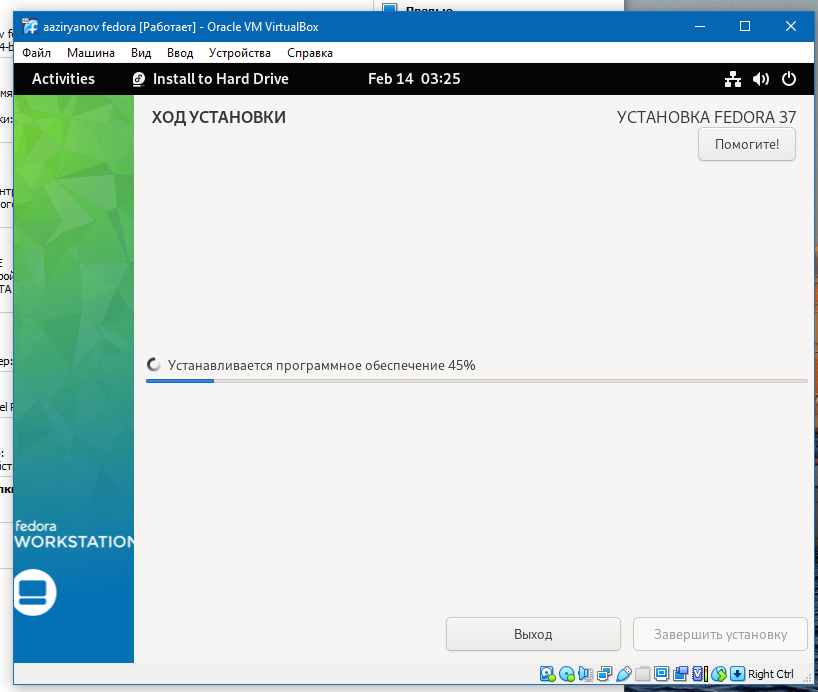 Превью
aaziryanov fedora [Работает] - Oracle VM VirtualBox
Файл Машина Вид Ввод Устройства Справка
Activities Install to Hard Drive Feb 14 03:25
ХОД УСТАНОВКИ УСТАНОВКА FEDORA 37
Помогите!
Устанавливается программное обеспечение 45%
fedora
WORKSTATION
Выход Завершить установку
Right Ctrl